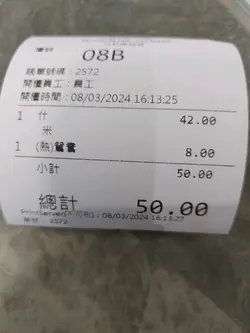 檯號
08B
賬單號碼:2572
開檯員工:員工
開檯時間:08/03/2024 16:13:25
1 什 42.00
米
1 (熱)鴛鴦 8.00
小計 50.00
總計 50.00
08/03/2024 16:13:27
2572